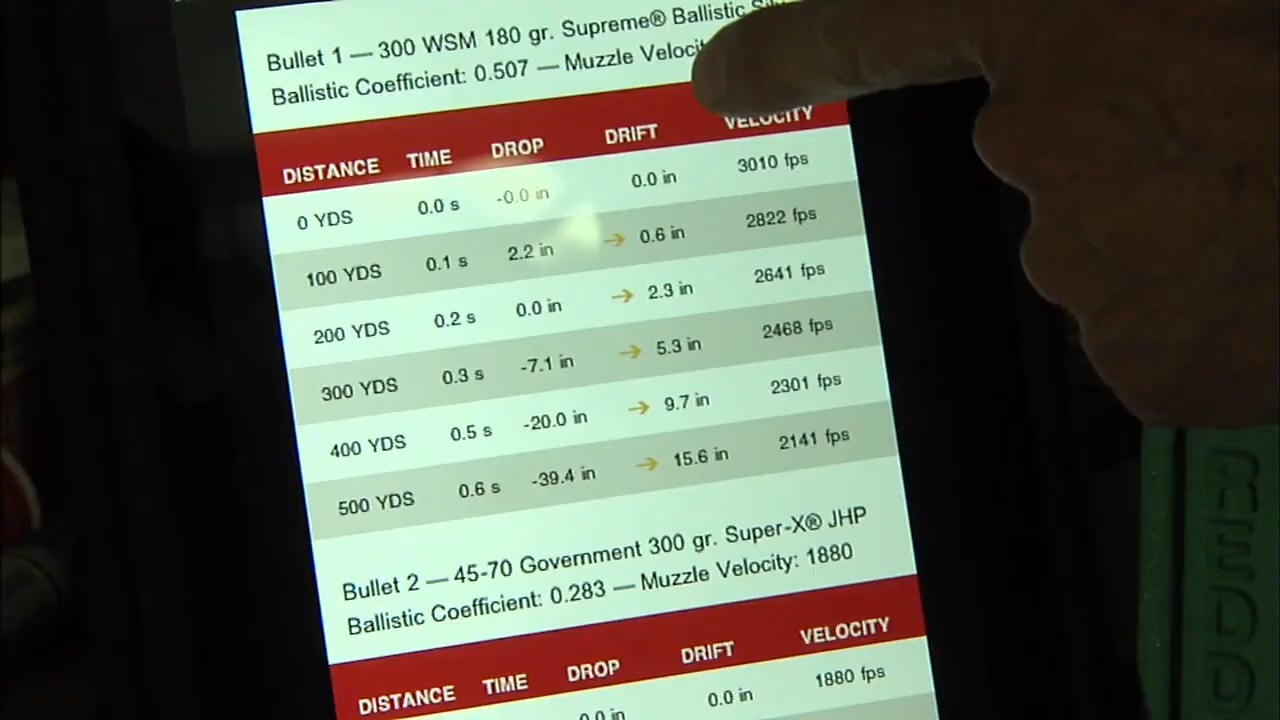 Bullet 1 — 300 WSM 180 gr. Supreme® Ballistic
Ballistic Coefficient: 0.507 — Muzzle
DISTANCE TIME DROP DRIFT VELOCITY
0 YDS 0.0 s -0.0 in 0.0 in 3010 fps
100 YDS 0.1 s 2.2 in → 0.6 in 2822 fps
200 YDS 0.2 s 0.0 in → 2.3 in 2641 fps
300 YDS 0.3 s -7.1 in → 5.3 in 2468 fps
400 YDS 0.5 s -20.0 in → 9.7 in 2301 fps
500 YDS 0.6 s -39.4 in → 15.6 in 2141 fps
Bullet 2 — 45-70 Government 300 gr. Super-X® JHP
Ballistic Coefficient: 0.283 — Muzzle Velocity: 1880
DISTANCE TIME DROP DRIFT VELOCITY
0.0 in 0.0 in 1880 fps